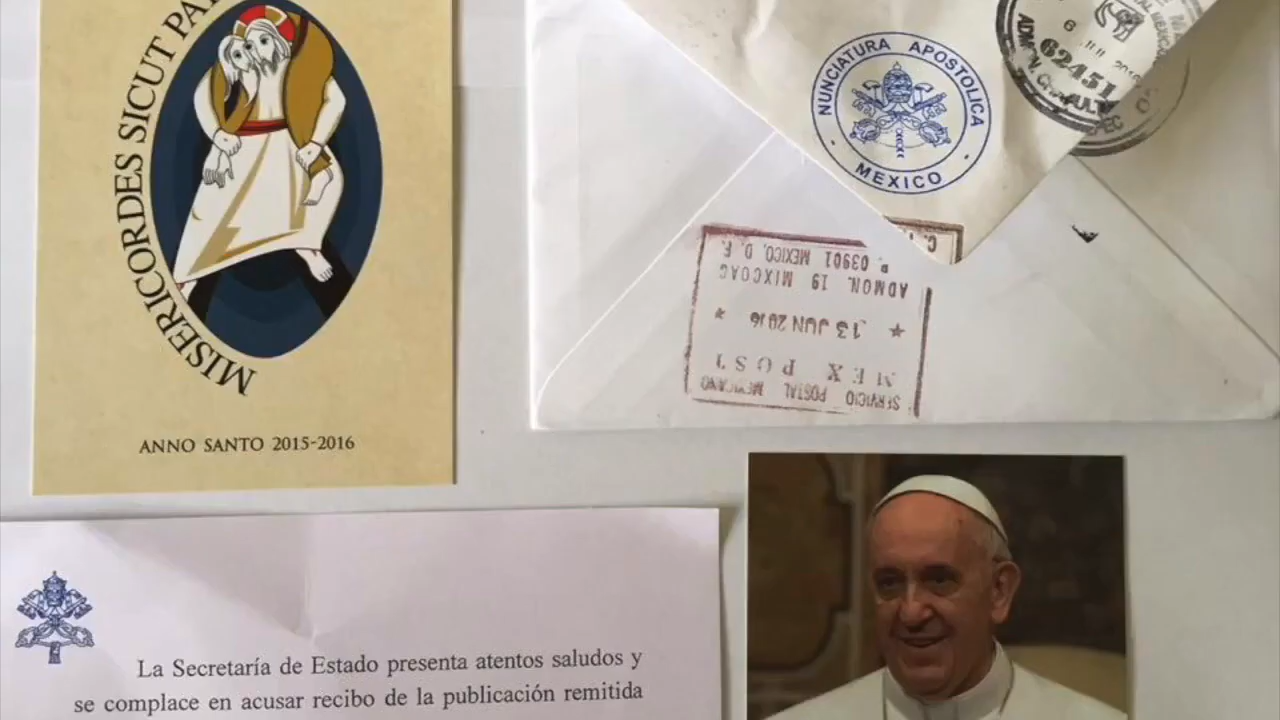 MISERICORDES SICUT PA
ANNO SANTO 2015-2016
NUNCIATURA APOSTOLICA
MEXICO
62451
SERVICIO POSTAL MEXICANO
MEX POST
* 13 JUN 2016 *
ADMON. 19 MIXCOAC
P. 03901 MEXICO, D. F.
La Secretaría de Estado presenta atentos saludos y
se complace en acusar recibo de la publicación remitida